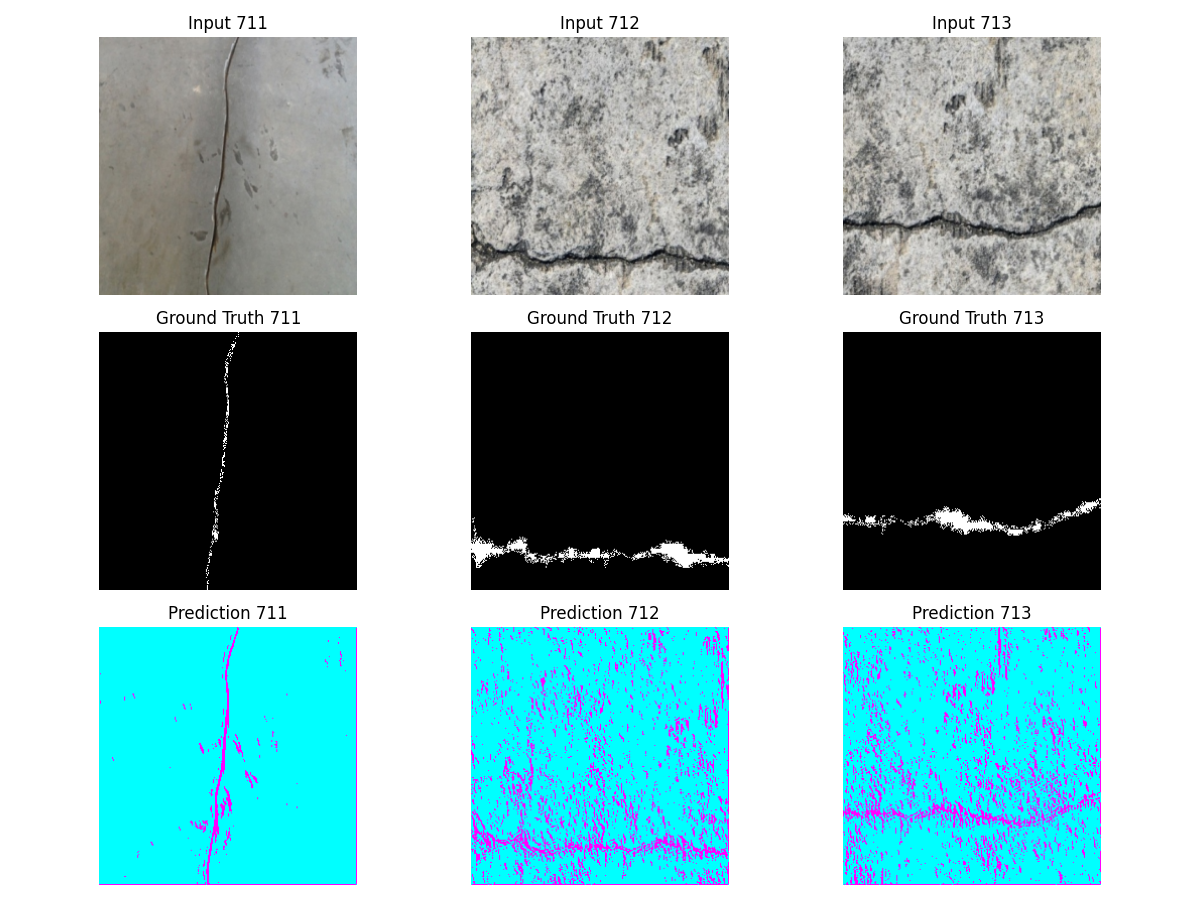 Input 711
Input 712
Input 713
Ground Truth 711
Ground Truth 712
Ground Truth 713
Prediction 711
Prediction 712
Prediction 713